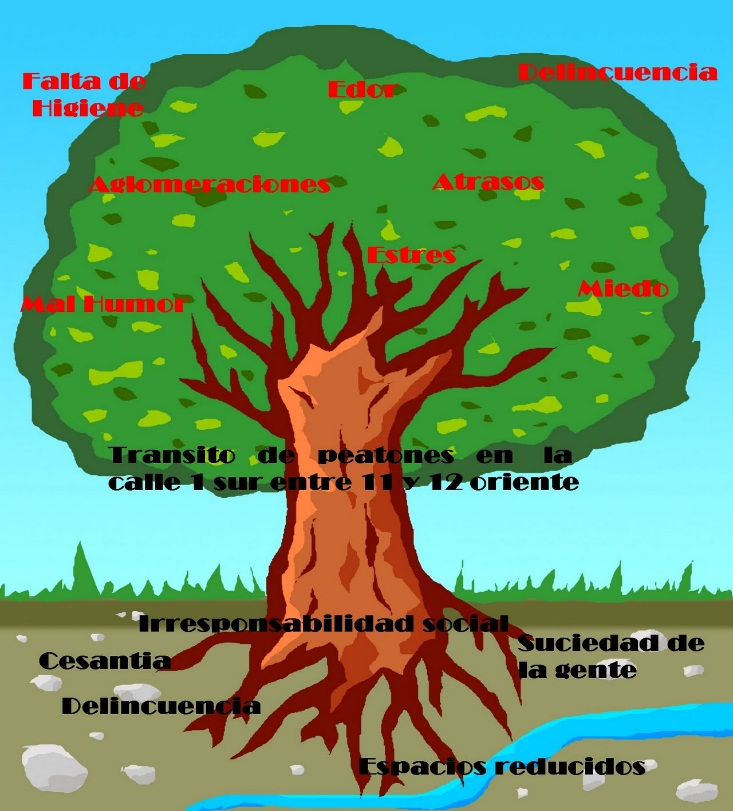 Falta de
Higiene
Edor
Delincuencia
Aglomeraciones
Atrasos
Estres
Mal Humor
Miedo
Transito de peatones en la
calle 1 sur entre 11 y 12 oriente
Irresponsabilidad social
Cesantia
Suciedad de
la gente
Delincuencia
Espacios reducidos